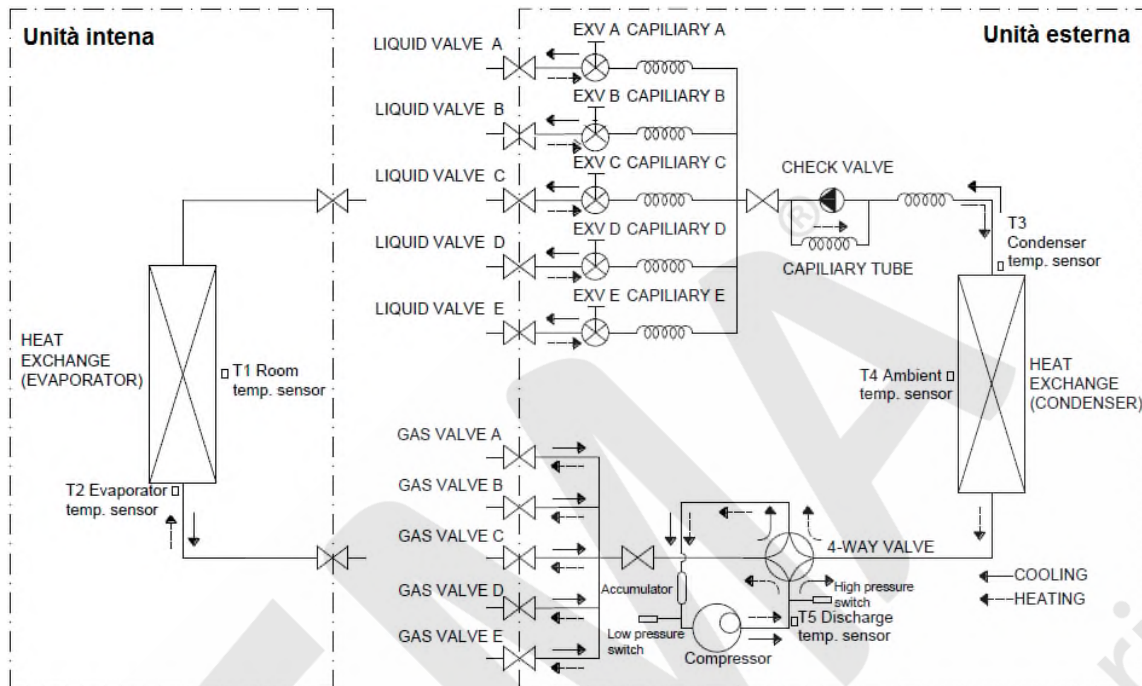 Unità intena
Unità esterna
LIQUID VALVE A
EXV A CAPILIARY A
LIQUID VALVE B
EXV B CAPILIARY B
LIQUID VALVE C
EXV C CAPILIARY C
LIQUID VALVE D
EXV D CAPILIARY D
LIQUID VALVE E
EXV E CAPILIARY E
CHECK VALVE
CAPILIARY TUBE
®
T3
Condenser
temp. sensor
HEAT
EXCHANGE
(EVAPORATOR)
T1 Room
temp. sensor
T4 Ambient
temp. sensor
HEAT
EXCHANGE
(CONDENSER)
T2 Evaporator
temp. sensor
GAS VALVE A
GAS VALVE B
GAS VALVE C
GAS VALVE D
GAS VALVE E
4-WAY VALVE
Accumulator
High pressure
switch
Low pressure
switch
T5 Discharge
temp. sensor
Compressor
COOLING
HEATING